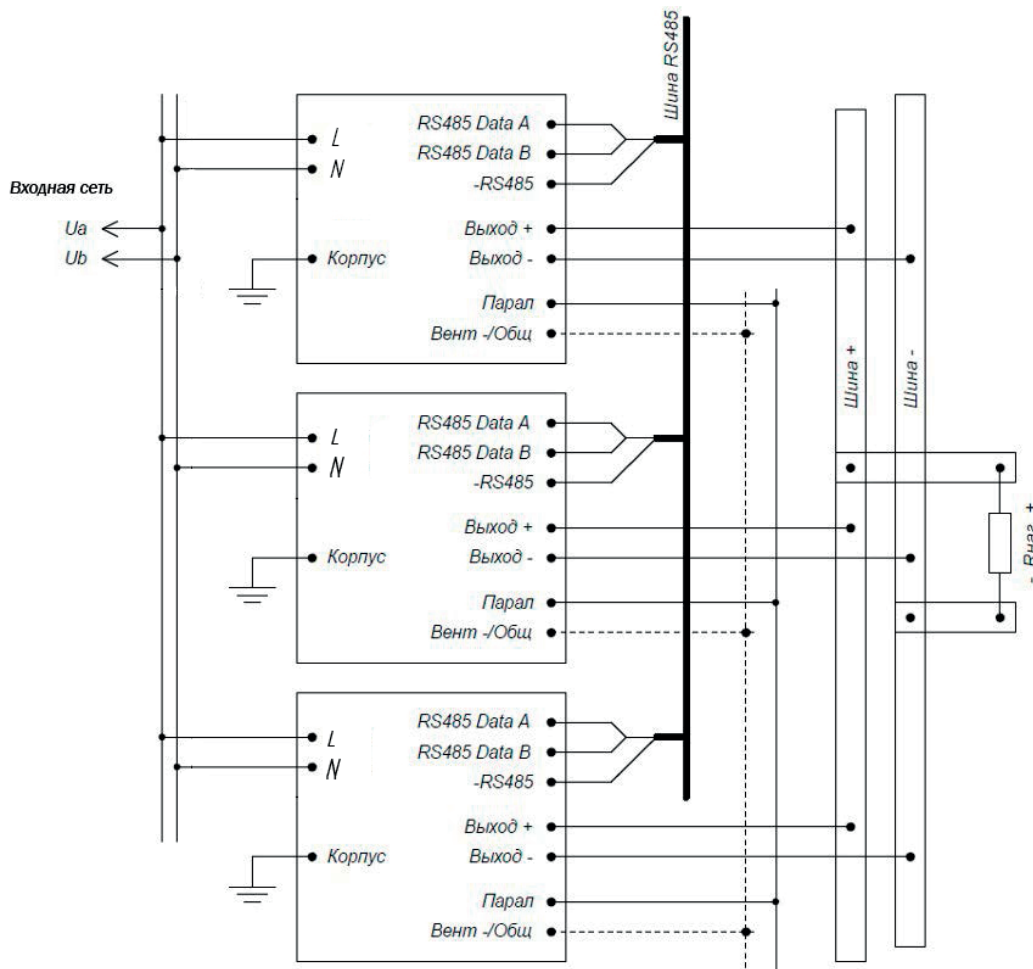 Шина RS485
RS485 Data A
RS485 Data B
-RS485
L
N
Входная сеть
Ua
Ub
Выход +
Выход -
Корпус
Парал
Вент -/Общ
Шина +
Шина -
RS485 Data A
RS485 Data B
-RS485
L
N
Выход +
Выход -
Корпус
Парал
Вент -/Общ
- Rнаг +
RS485 Data A
RS485 Data B
-RS485
L
N
Выход +
Выход -
Корпус
Парал
Вент -/Общ